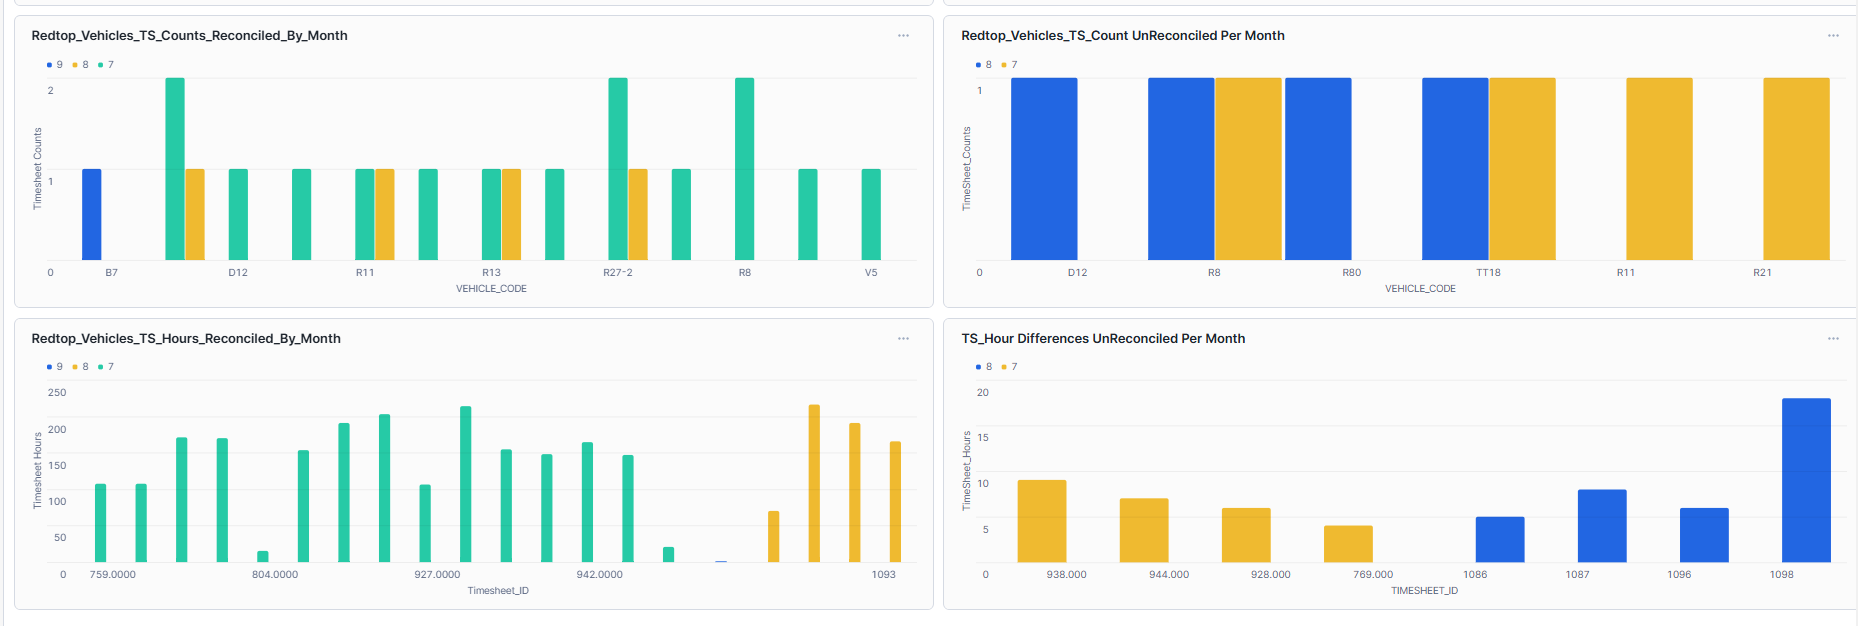 Redtop_Vehicles_TS_Counts_Reconciled_By_Month
...
9 8 7
Timesheet Counts
2
1
0
B7 D12 R11 R13 R27-2 R8 V5
VEHICLE_CODE
Redtop_Vehicles_TS_Count UnReconciled Per Month
...
8 7
TimeSheet_Counts
1
0
D12 R8 R80 TT18 R11 R21
VEHICLE_CODE
Redtop_Vehicles_TS_Hours_Reconciled_By_Month
...
9 8 7
Timesheet Hours
250
200
150
100
50
0
759.0000 804.0000 927.0000 942.0000 1093
Timesheet_ID
TS_Hour Differences UnReconciled Per Month
...
8 7
TimeSheet_Hours
20
15
10
5
0
938.000 944.000 928.000 769.000 1086 1087 1096 1098
TIMESHEET_ID